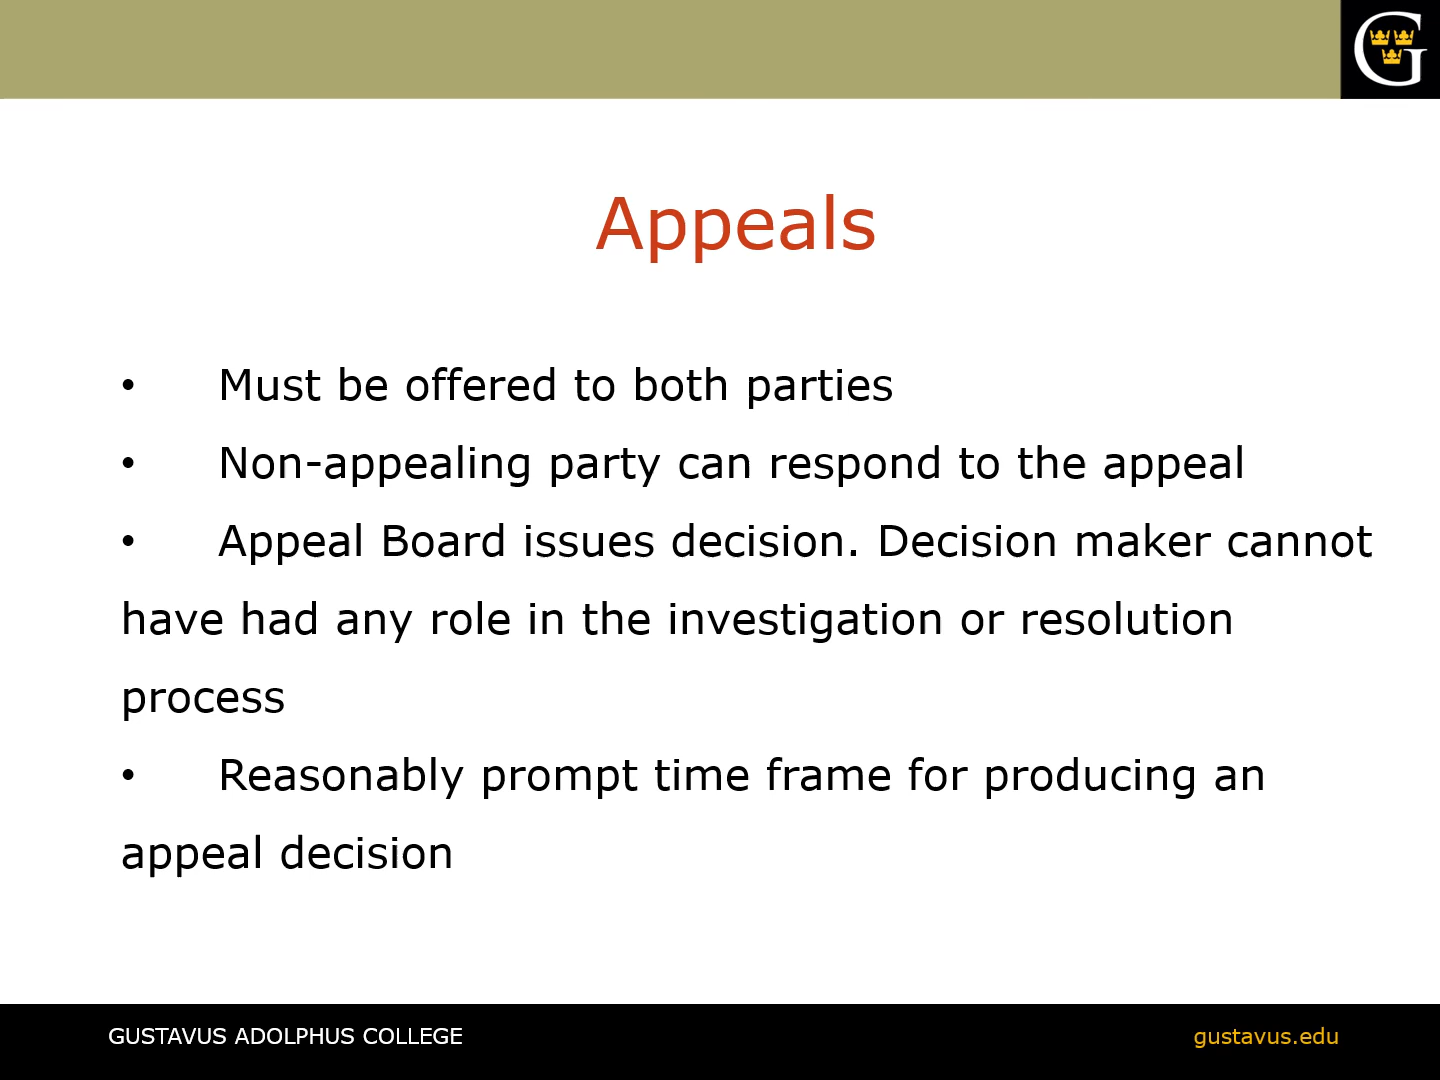 G
Appeals
• Must be offered to both parties
• Non-appealing party can respond to the appeal
• Appeal Board issues decision. Decision maker cannot
have had any role in the investigation or resolution
process
• Reasonably prompt time frame for producing an
appeal decision
GUSTAVUS ADOLPHUS COLLEGE
gustavus.edu